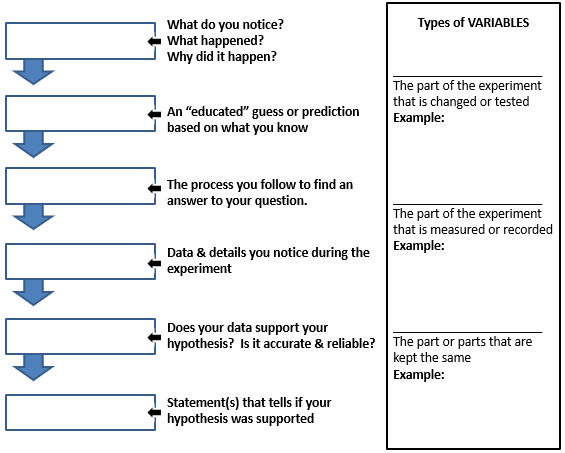 What do you notice?
What happened?
Why did it happen?
An “educated” guess or prediction
based on what you know
The process you follow to find an
answer to your question.
Data & details you notice during the
experiment
Does your data support your
hypothesis? Is it accurate & reliable?
Statement(s) that tells if your
hypothesis was supported
Types of VARIABLES
The part of the experiment
that is changed or tested
Example:
The part of the experiment
that is measured or recorded
Example:
The part or parts that are
kept the same
Example: